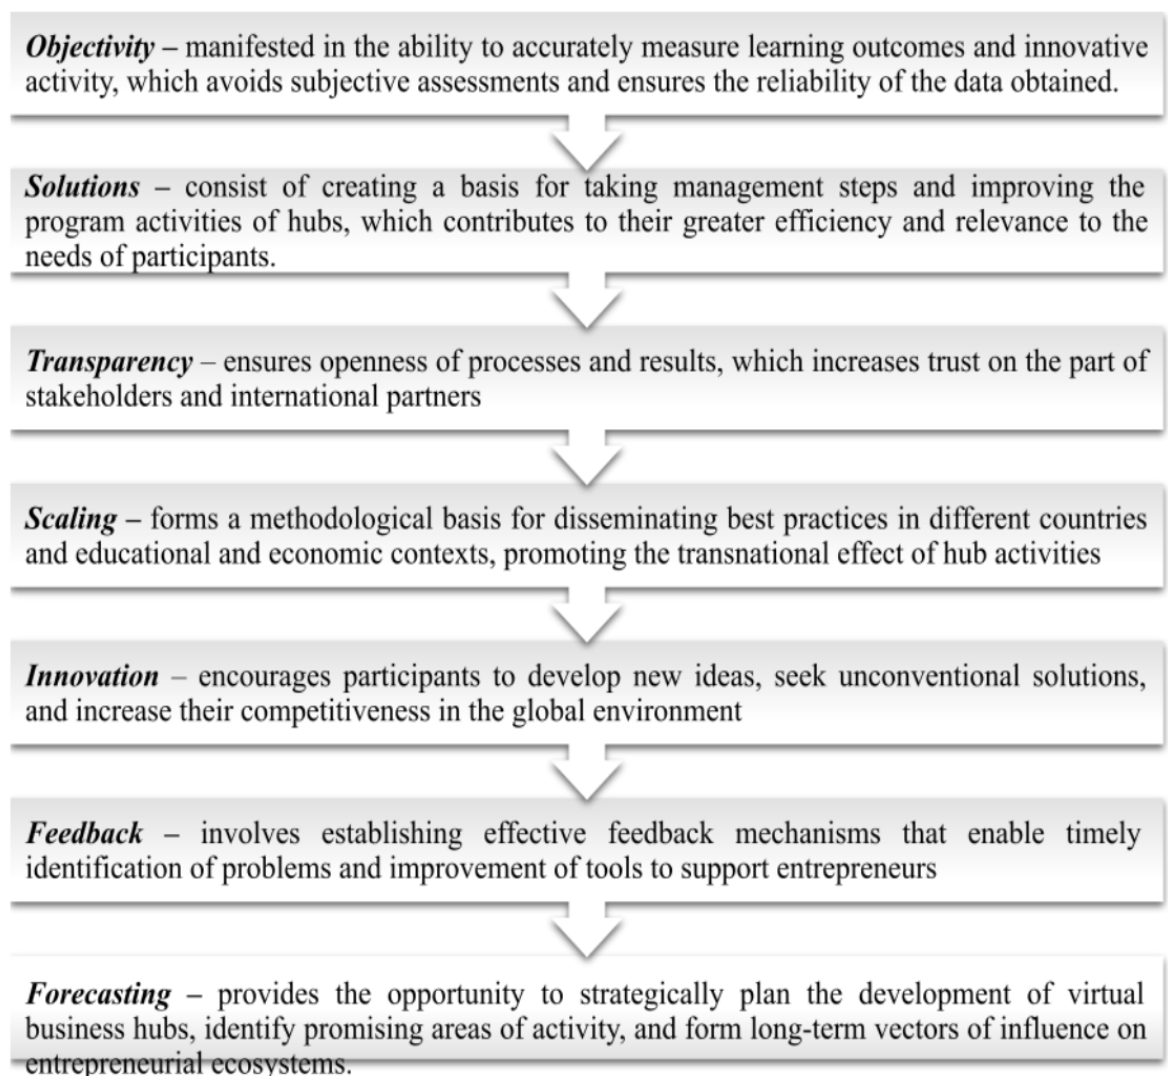 Objectivity – manifested in the ability to accurately measure learning outcomes and innovative
activity, which avoids subjective assessments and ensures the reliability of the data obtained.
Solutions – consist of creating a basis for taking management steps and improving the
program activities of hubs, which contributes to their greater efficiency and relevance to the
needs of participants.
Transparency – ensures openness of processes and results, which increases trust on the part of
stakeholders and international partners
Scaling – forms a methodological basis for disseminating best practices in different countries
and educational and economic contexts, promoting the transnational effect of hub activities
Innovation – encourages participants to develop new ideas, seek unconventional solutions,
and increase their competitiveness in the global environment
Feedback – involves establishing effective feedback mechanisms that enable timely
identification of problems and improvement of tools to support entrepreneurs
Forecasting – provides the opportunity to strategically plan the development of virtual
business hubs, identify promising areas of activity, and form long-term vectors of influence on
entrepreneurial ecosystems.